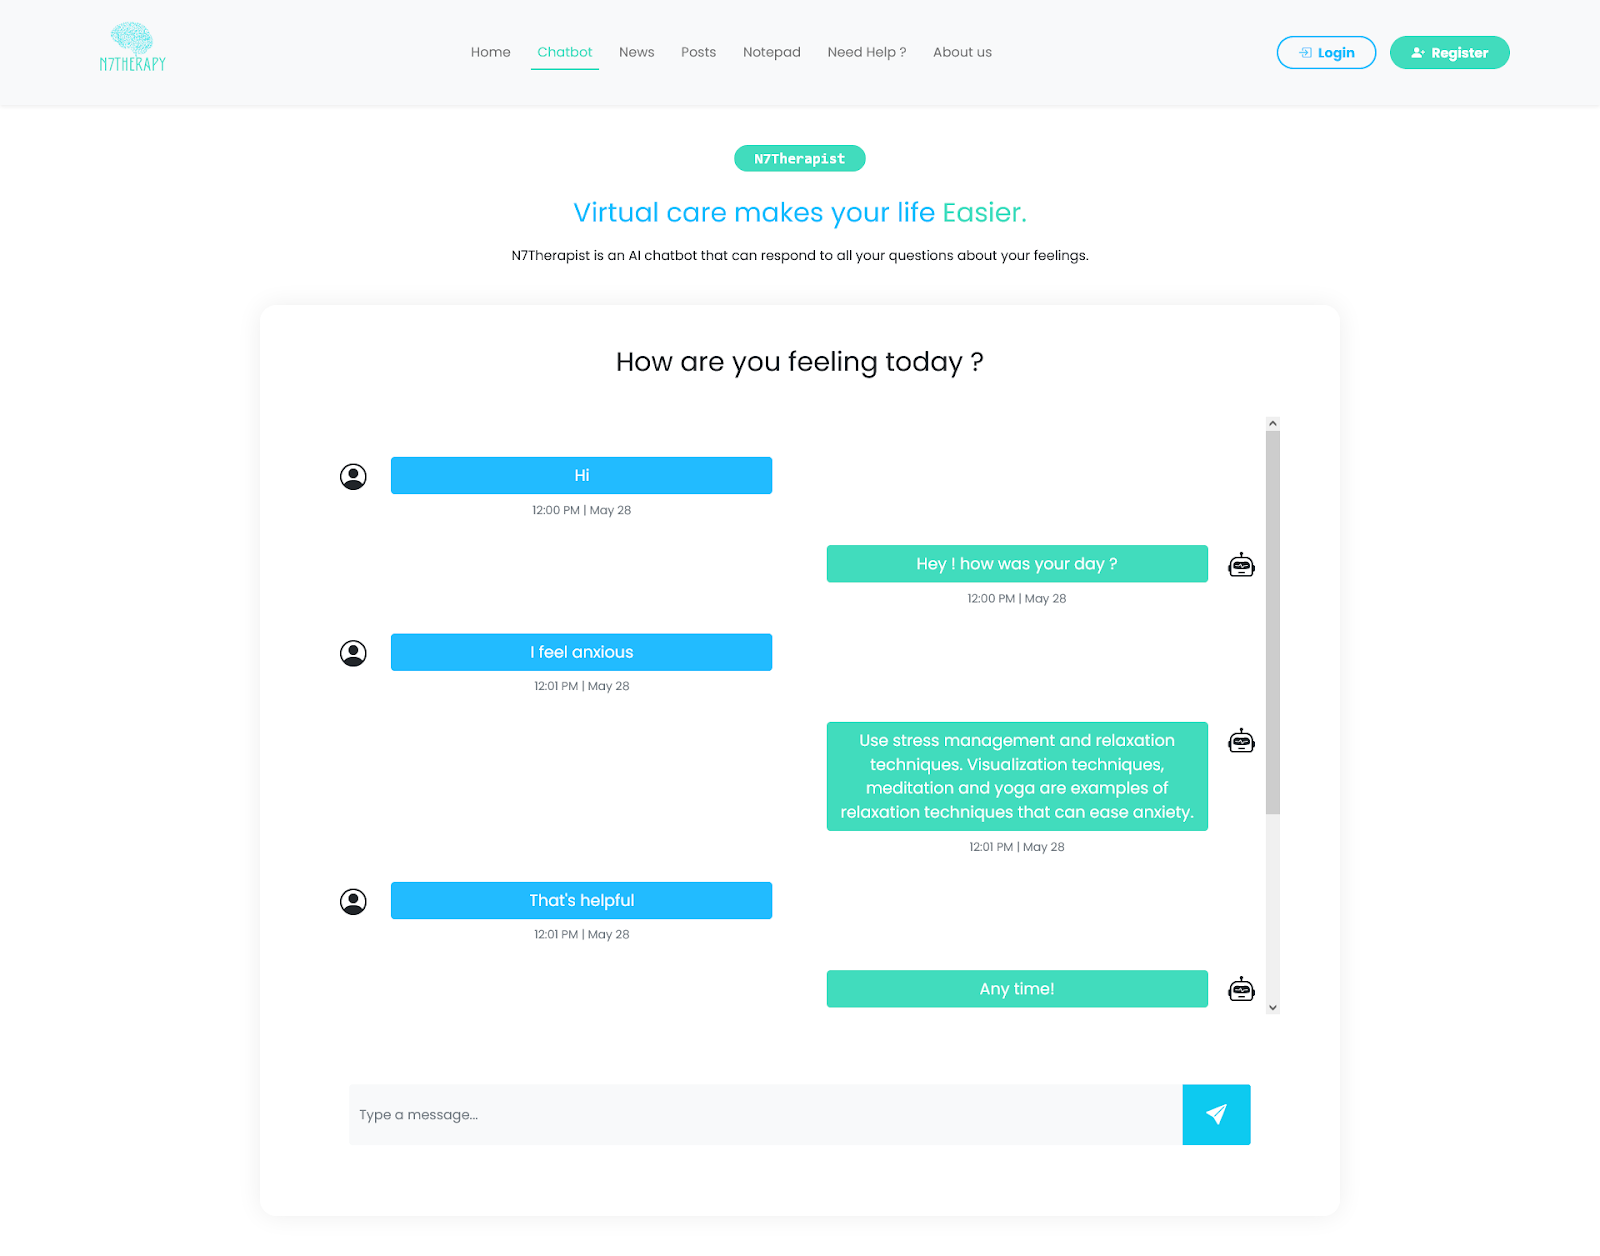 N7THERAPY
Home Chatbot News Posts Notepad Need Help ? About us
Login Register
N7Therapist
Virtual care makes your life Easier.
N7Therapist is an AI chatbot that can respond to all your questions about your feelings.
How are you feeling today ?
Hi
12:00 PM | May 28
Hey ! how was your day ?
12:00 PM | May 28
I feel anxious
12:01 PM | May 28
Use stress management and relaxation
techniques. Visualization techniques,
meditation and yoga are examples of
relaxation techniques that can ease anxiety.
12:01 PM | May 28
That's helpful
12:01 PM | May 28
Any time!
Type a message...